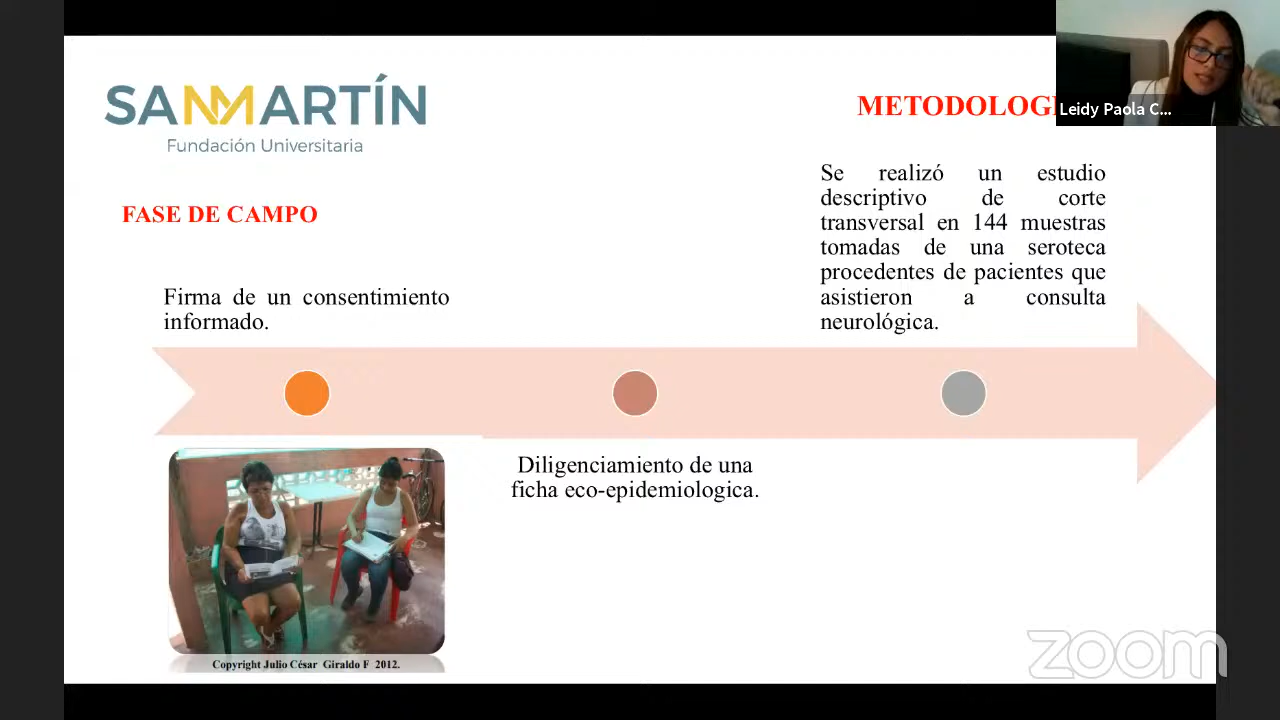 SANMARTÍN
Fundación Universitaria
METODOLOG
Leidy Paola C...
FASE DE CAMPO
Firma de un consentimiento
informado.
Se realizó un estudio
descriptivo de corte
transversal en 144 muestras
tomadas de una seroteca
procedentes de pacientes que
asistieron a consulta
neurológica.
Diligenciamiento de una
ficha eco-epidemiologica.
Copyright Julio César Giraldo F 2012.
zoom